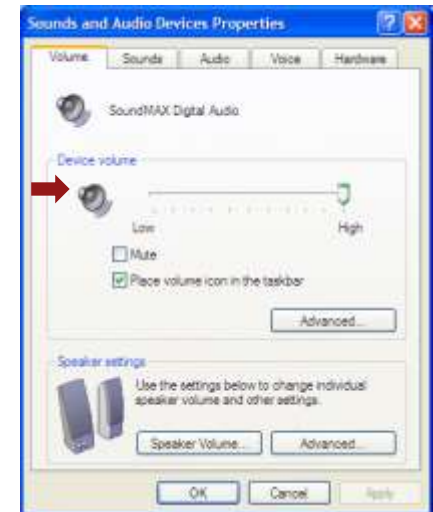 Sounds and Audio Devices Properties
Volume Sounds Audio Voice Hardware
SoundMAX Digital Audio
Device volume
Low High
Mute
Place volume icon in the taskbar
Advanced...
Speaker settings
Use the settings below to change individual
speaker volume and other settings.
Speaker Volume... Advanced...
OK Cancel Apply